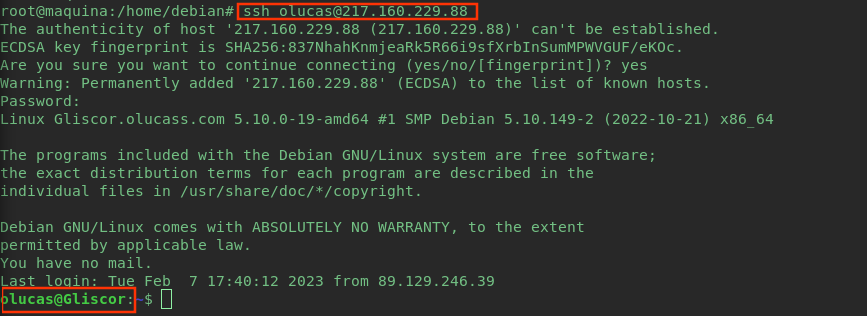 root@maquina:/home/debian# ssh olucas@217.160.229.88
The authenticity of host '217.160.229.88 (217.160.229.88)' can't be established.
ECDSA key fingerprint is SHA256:837NhahKnmjeaRk5R66i9sfXrbInSumMPWVGUF/eKOc.
Are you sure you want to continue connecting (yes/no/[fingerprint])? yes
Warning: Permanently added '217.160.229.88' (ECDSA) to the list of known hosts.
Password:
Linux Gliscor.olucass.com 5.10.0-19-amd64 #1 SMP Debian 5.10.149-2 (2022-10-21) x86_64

The programs included with the Debian GNU/Linux system are free software;
the exact distribution terms for each program are described in the
individual files in /usr/share/doc/*/copyright.

Debian GNU/Linux comes with ABSOLUTELY NO WARRANTY, to the extent
permitted by applicable law.
You have no mail.
Last login: Tue Feb  7 17:40:12 2023 from 89.129.246.39
olucas@Gliscor:~$